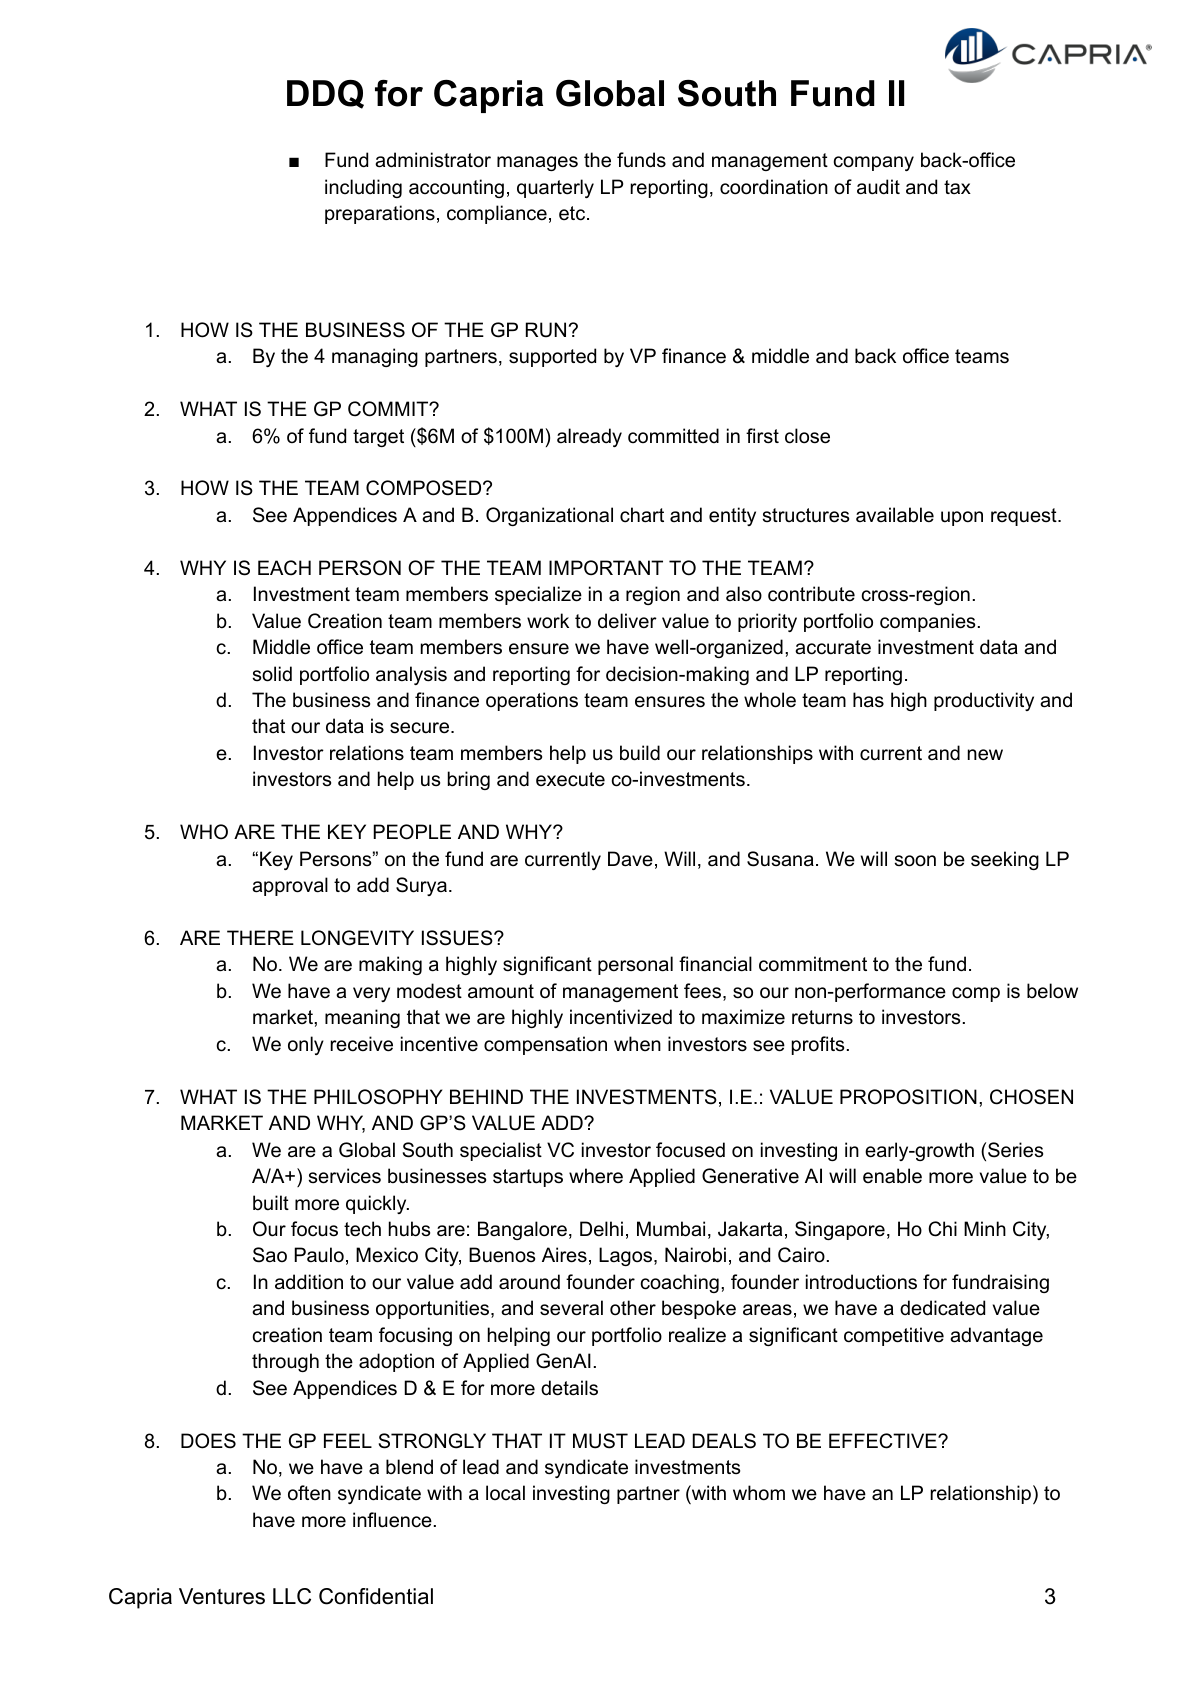 CAPRIA®
DDQ for Capria Global South Fund II
■ Fund administrator manages the funds and management company back-office
including accounting, quarterly LP reporting, coordination of audit and tax
preparations, compliance, etc.
1. HOW IS THE BUSINESS OF THE GP RUN?
a. By the 4 managing partners, supported by VP finance & middle and back office teams
2. WHAT IS THE GP COMMIT?
a. 6% of fund target ($6M of $100M) already committed in first close
3. HOW IS THE TEAM COMPOSED?
a. See Appendices A and B. Organizational chart and entity structures available upon request.
4. WHY IS EACH PERSON OF THE TEAM IMPORTANT TO THE TEAM?
a. Investment team members specialize in a region and also contribute cross-region.
b. Value Creation team members work to deliver value to priority portfolio companies.
c. Middle office team members ensure we have well-organized, accurate investment data and
solid portfolio analysis and reporting for decision-making and LP reporting.
d. The business and finance operations team ensures the whole team has high productivity and
that our data is secure.
e. Investor relations team members help us build our relationships with current and new
investors and help us bring and execute co-investments.
5. WHO ARE THE KEY PEOPLE AND WHY?
a. “Key Persons” on the fund are currently Dave, Will, and Susana. We will soon be seeking LP
approval to add Surya.
6. ARE THERE LONGEVITY ISSUES?
a. No. We are making a highly significant personal financial commitment to the fund.
b. We have a very modest amount of management fees, so our non-performance comp is below
market, meaning that we are highly incentivized to maximize returns to investors.
c. We only receive incentive compensation when investors see profits.
7. WHAT IS THE PHILOSOPHY BEHIND THE INVESTMENTS, I.E.: VALUE PROPOSITION, CHOSEN
MARKET AND WHY, AND GP’S VALUE ADD?
a. We are a Global South specialist VC investor focused on investing in early-growth (Series
A/A+) services businesses startups where Applied Generative AI will enable more value to be
built more quickly.
b. Our focus tech hubs are: Bangalore, Delhi, Mumbai, Jakarta, Singapore, Ho Chi Minh City,
Sao Paulo, Mexico City, Buenos Aires, Lagos, Nairobi, and Cairo.
c. In addition to our value add around founder coaching, founder introductions for fundraising
and business opportunities, and several other bespoke areas, we have a dedicated value
creation team focusing on helping our portfolio realize a significant competitive advantage
through the adoption of Applied GenAI.
d. See Appendices D & E for more details
8. DOES THE GP FEEL STRONGLY THAT IT MUST LEAD DEALS TO BE EFFECTIVE?
a. No, we have a blend of lead and syndicate investments
b. We often syndicate with a local investing partner (with whom we have an LP relationship) to
have more influence.
Capria Ventures LLC Confidential 3